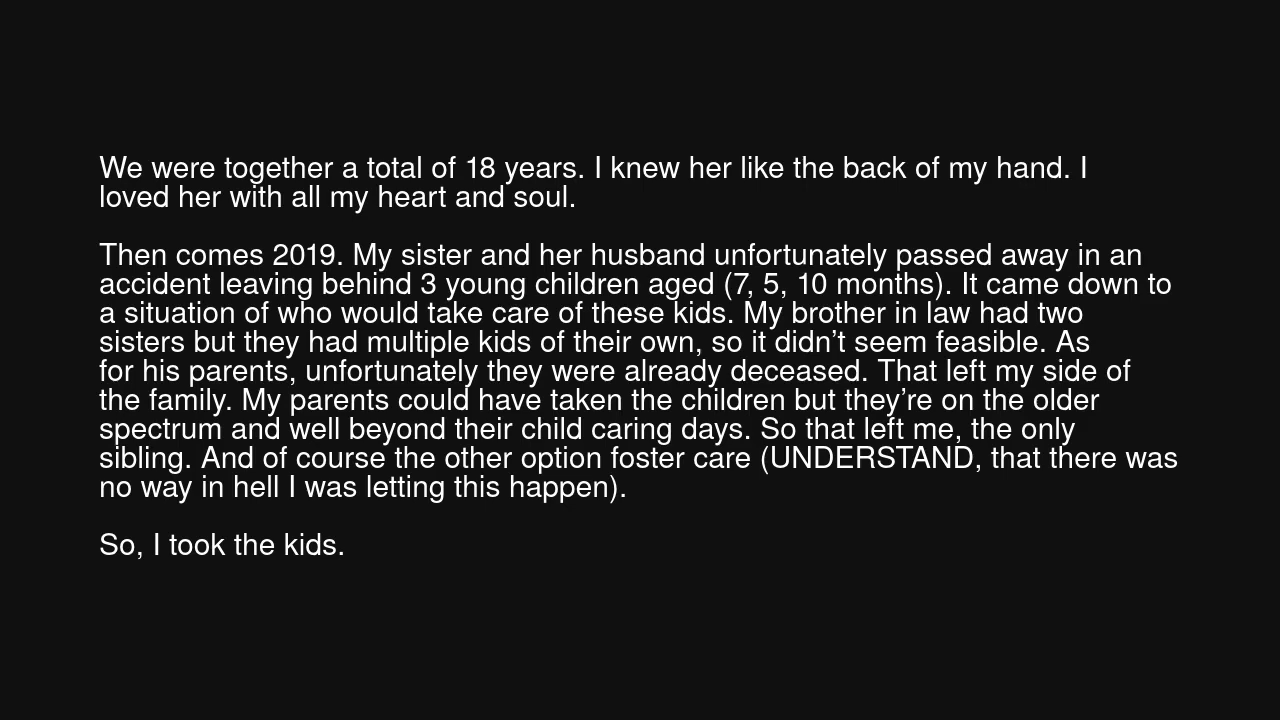 We were together a total of 18 years. I knew her like the back of my hand. I
loved her with all my heart and soul.
Then comes 2019. My sister and her husband unfortunately passed away in an
accident leaving behind 3 young children aged (7, 5, 10 months). It came down to
a situation of who would take care of these kids. My brother in law had two
sisters but they had multiple kids of their own, so it didn’t seem feasible. As
for his parents, unfortunately they were already deceased. That left my side of
the family. My parents could have taken the children but they’re on the older
spectrum and well beyond their child caring days. So that left me, the only
sibling. And of course the other option foster care (UNDERSTAND, that there was
no way in hell I was letting this happen).
So, I took the kids.